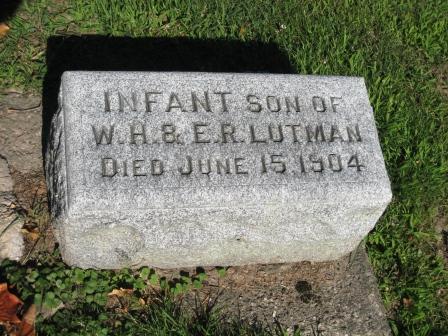 INFANT SON OF
W.H. & E.R. LUTMAN
DIED JUNE 15 1904